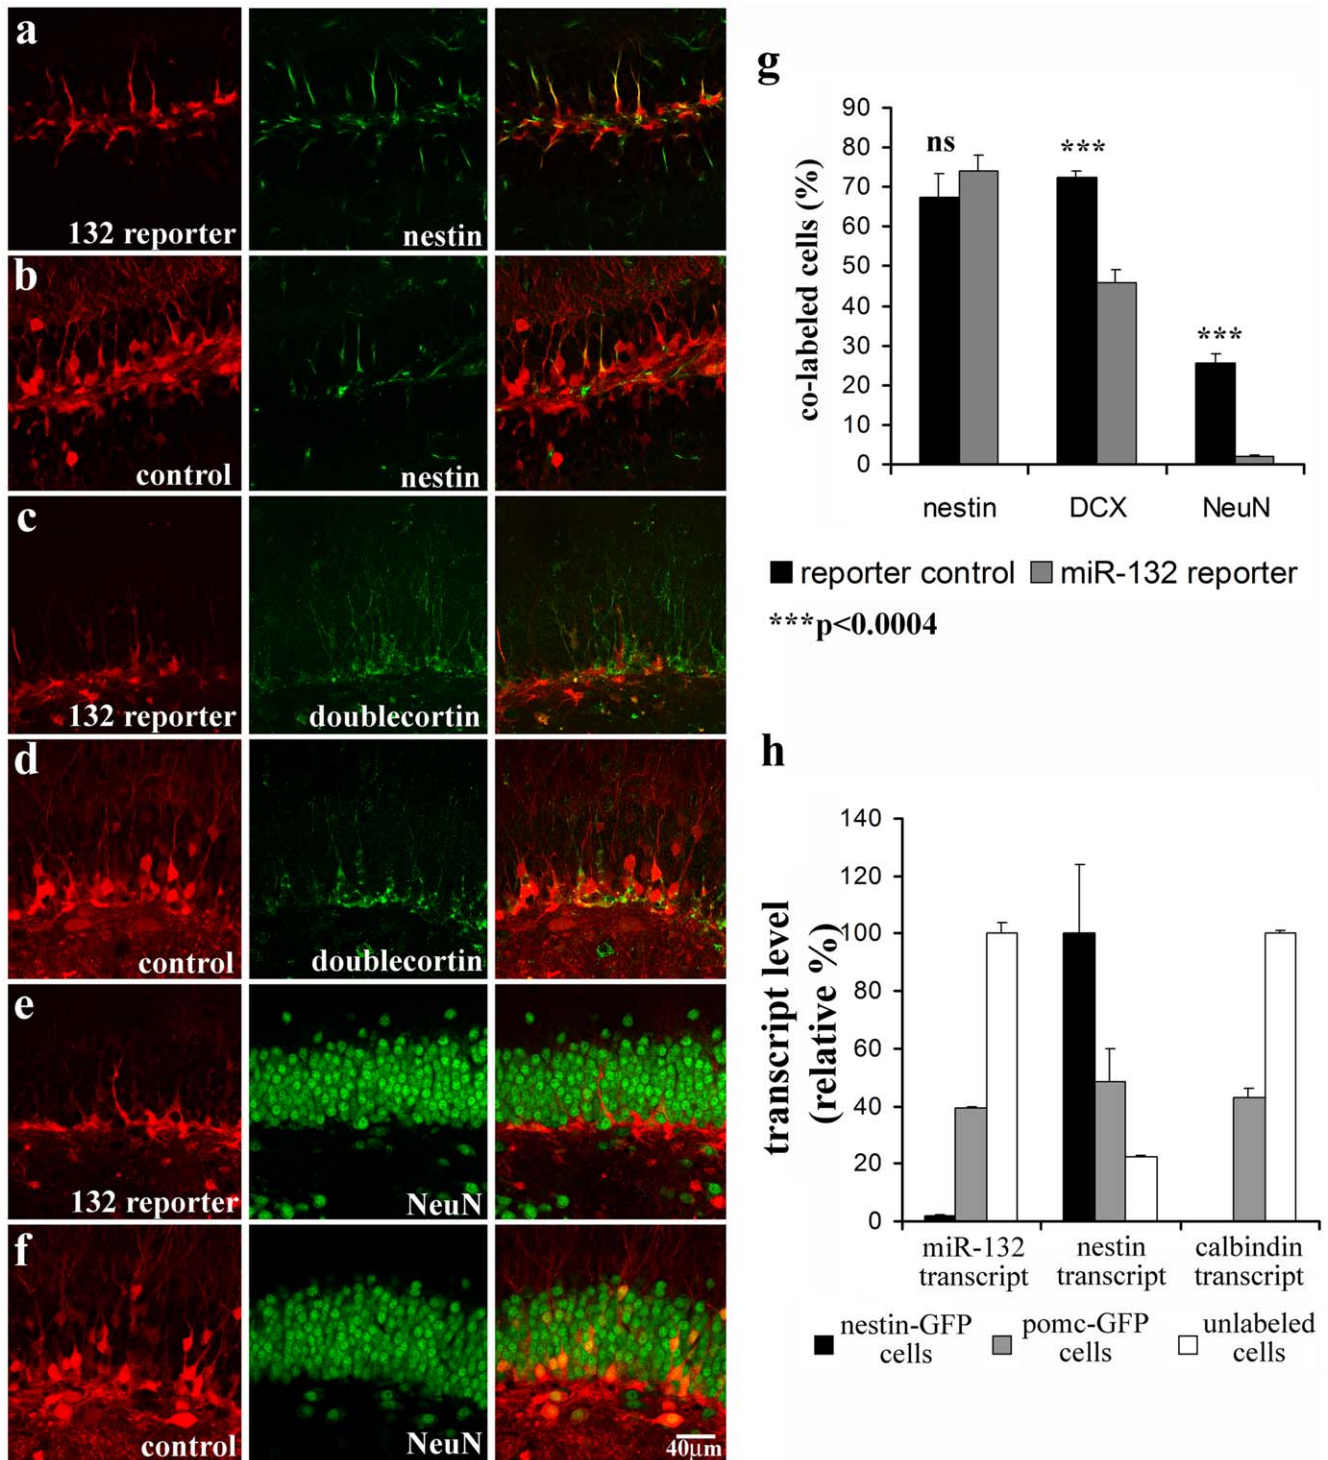 a
132 reporter
nestin
b
control
nestin
c
132 reporter
doublecortin
d
control
doublecortin
e
132 reporter
NeuN
f
control
NeuN
40µm
g
co-labeled cells (%)
90
80
70
60
50
40
30
20
10
0
ns
***
***
nestin DCX NeuN
reporter control miR-132 reporter
***p<0.0004
h
transcript level
(relative %)
140
120
100
80
60
40
20
0
miR-132 nestin calbindin
transcript transcript transcript
nestin-GFP pomc-GFP unlabeled
cells cells cells